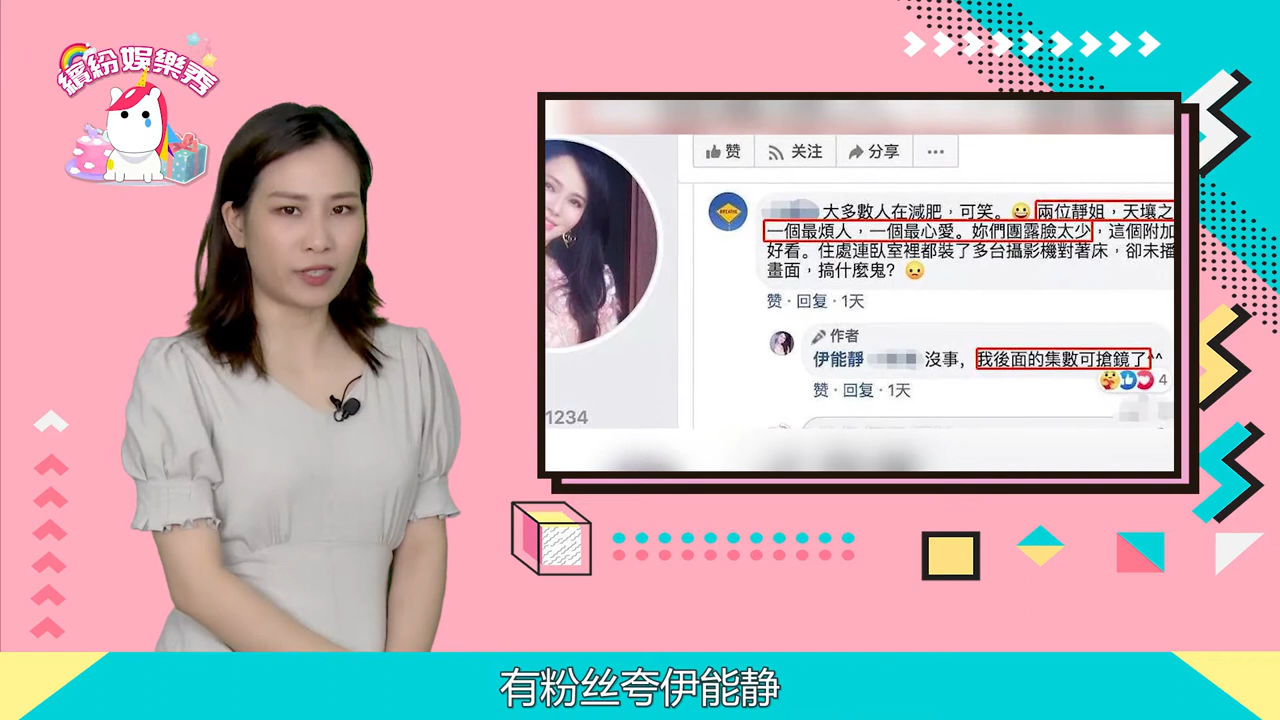 繽紛娛樂秀
赞
关注
分享
···
BREATHE
大多數人在減肥，可笑。😀兩位靜姐，天壤之
一個最煩人，一個最心愛。妳們團露臉太少，這個附加
好看。住處連臥室裡都裝了多台攝影機對著床，卻未播
畫面，搞什麼鬼？😦
赞 · 回复 · 1天
作者
伊能靜 沒事，我後面的集數可搶鏡了^^
4
赞 · 回复 · 1天
1234
有粉丝夸伊能静